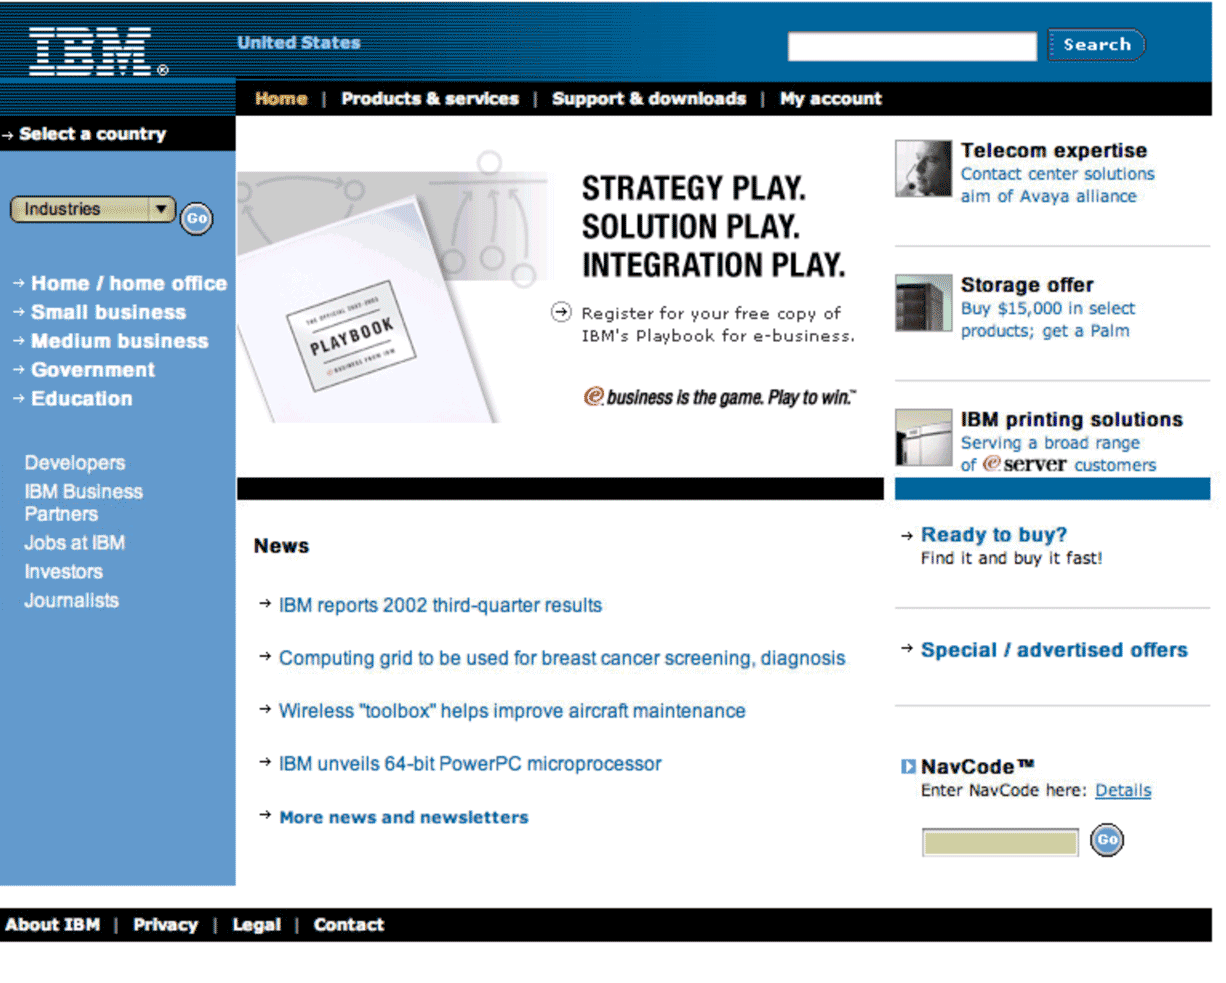 IBM®
United States
Search
Home | Products & services | Support & downloads | My account
→ Select a country
Industries
Go
→ Home / home office
→ Small business
→ Medium business
→ Government
→ Education
Developers
IBM Business
Partners
Jobs at IBM
Investors
Journalists
THE OFFICIAL 2002-2003
PLAYBOOK
e BUSINESS FROM IBM
STRATEGY PLAY.
SOLUTION PLAY.
INTEGRATION PLAY.
Register for your free copy of
IBM's Playbook for e-business.
e business is the game. Play to win.™
Telecom expertise
Contact center solutions
aim of Avaya alliance
Storage offer
Buy $15,000 in select
products; get a Palm
IBM printing solutions
Serving a broad range
of e server customers
News
→ IBM reports 2002 third-quarter results
→ Computing grid to be used for breast cancer screening, diagnosis
→ Wireless "toolbox" helps improve aircraft maintenance
→ IBM unveils 64-bit PowerPC microprocessor
→ More news and newsletters
→ Ready to buy?
Find it and buy it fast!
→ Special / advertised offers
NavCode™
Enter NavCode here: Details
Go
About IBM | Privacy | Legal | Contact